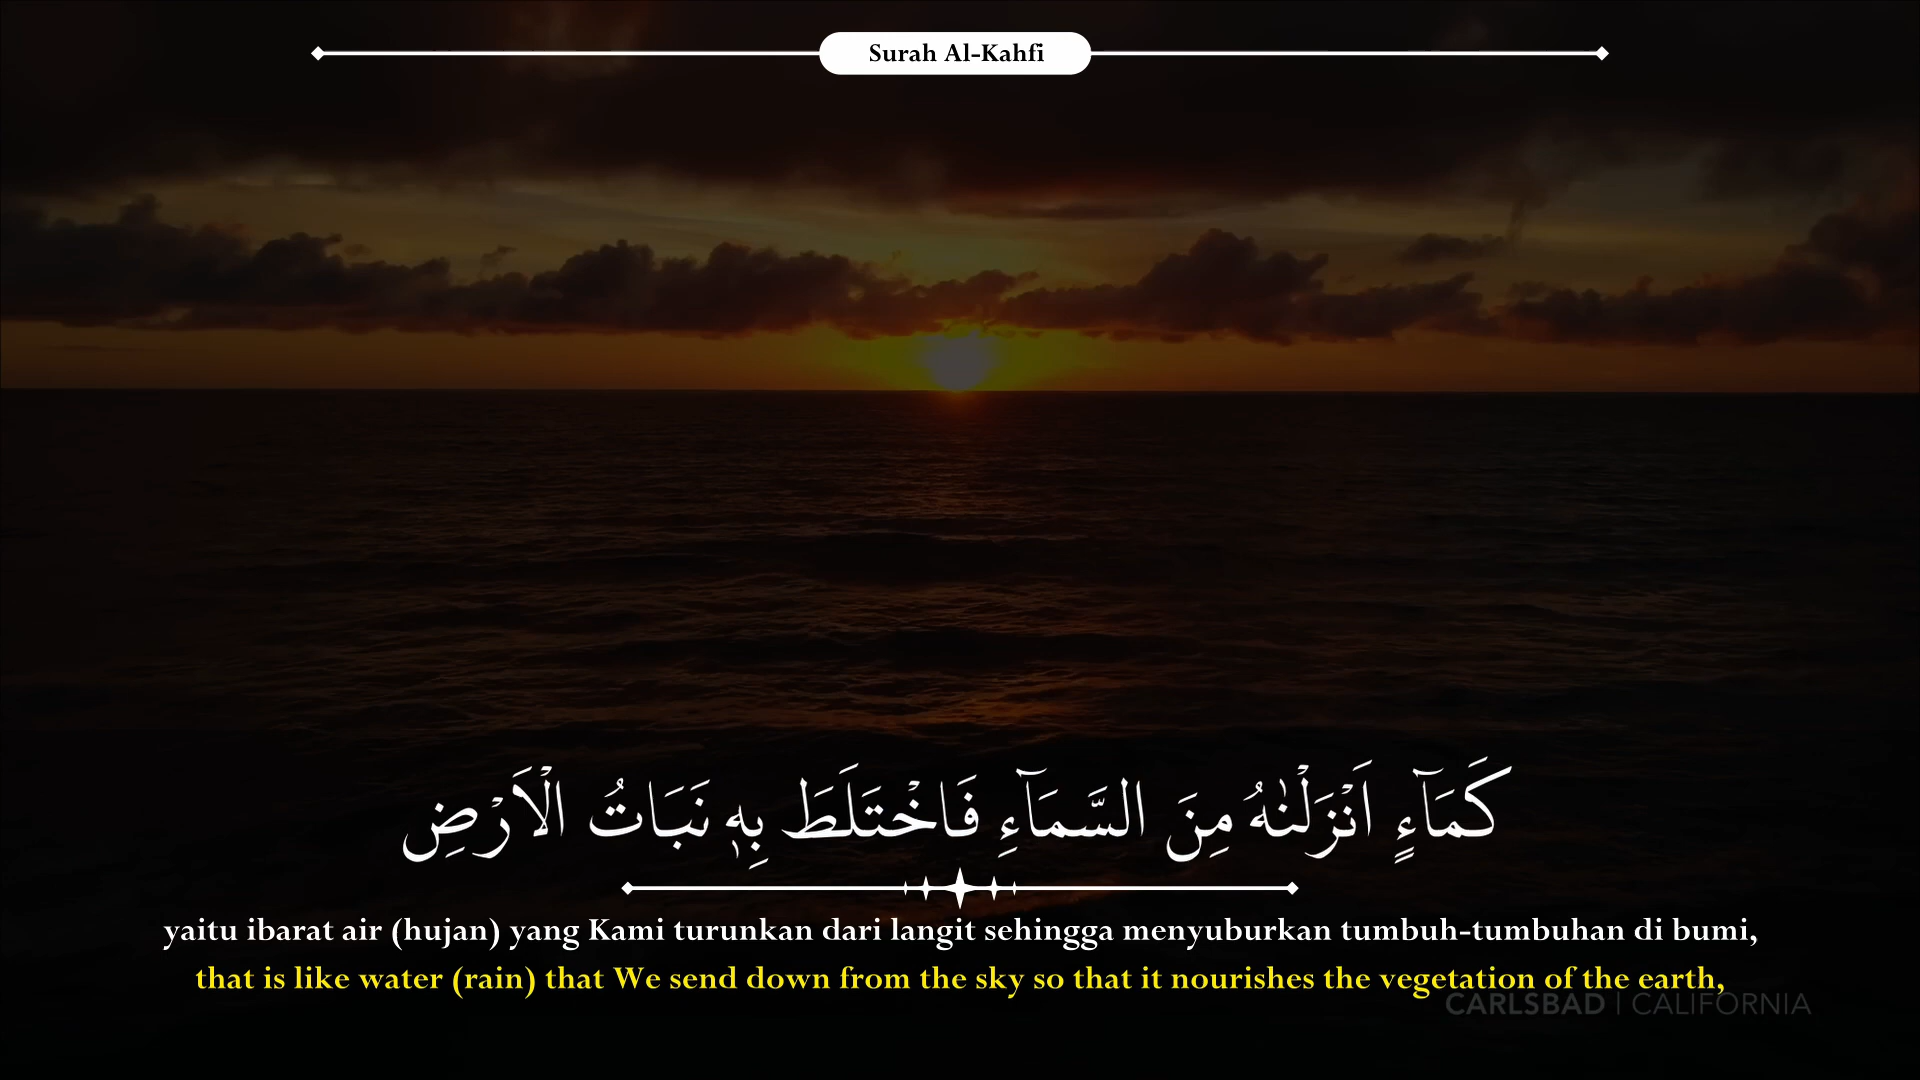 Surah Al-Kahfi
كَمَآءٍ اَنْزَلْنٰهُ مِنَ السَّمَآءِ فَاخْتَلَطَ بِهٖ نَبَاتُ الْاَرْضِ
yaitu ibarat air (hujan) yang Kami turunkan dari langit sehingga menyuburkan tumbuh-tumbuhan di bumi,
that is like water (rain) that We send down from the sky so that it nourishes the vegetation of the earth,
CARLSBAD | CALIFORNIA